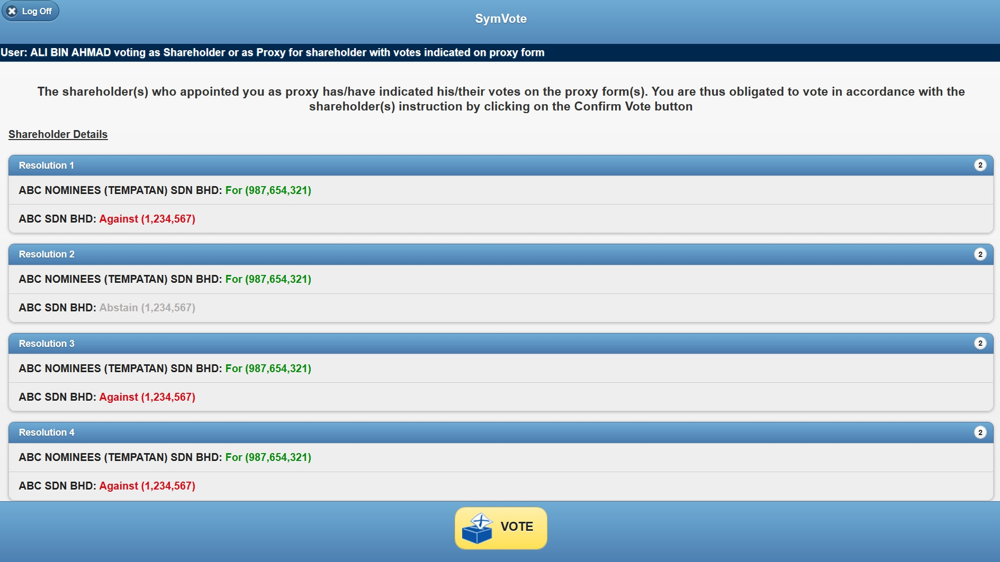 Log Off
SymVote
User: ALI BIN AHMAD voting as Shareholder or as Proxy for shareholder with votes indicated on proxy form
The shareholder(s) who appointed you as proxy has/have indicated his/their votes on the proxy form(s). You are thus obligated to vote in accordance with the
shareholder(s) instruction by clicking on the Confirm Vote button
Shareholder Details
Resolution 1 2
ABC NOMINEES (TEMPATAN) SDN BHD: For (987,654,321)
ABC SDN BHD: Against (1,234,567)
Resolution 2 2
ABC NOMINEES (TEMPATAN) SDN BHD: For (987,654,321)
ABC SDN BHD: Abstain (1,234,567)
Resolution 3 2
ABC NOMINEES (TEMPATAN) SDN BHD: For (987,654,321)
ABC SDN BHD: Against (1,234,567)
Resolution 4 2
ABC NOMINEES (TEMPATAN) SDN BHD: For (987,654,321)
ABC SDN BHD: Against (1,234,567)
VOTE